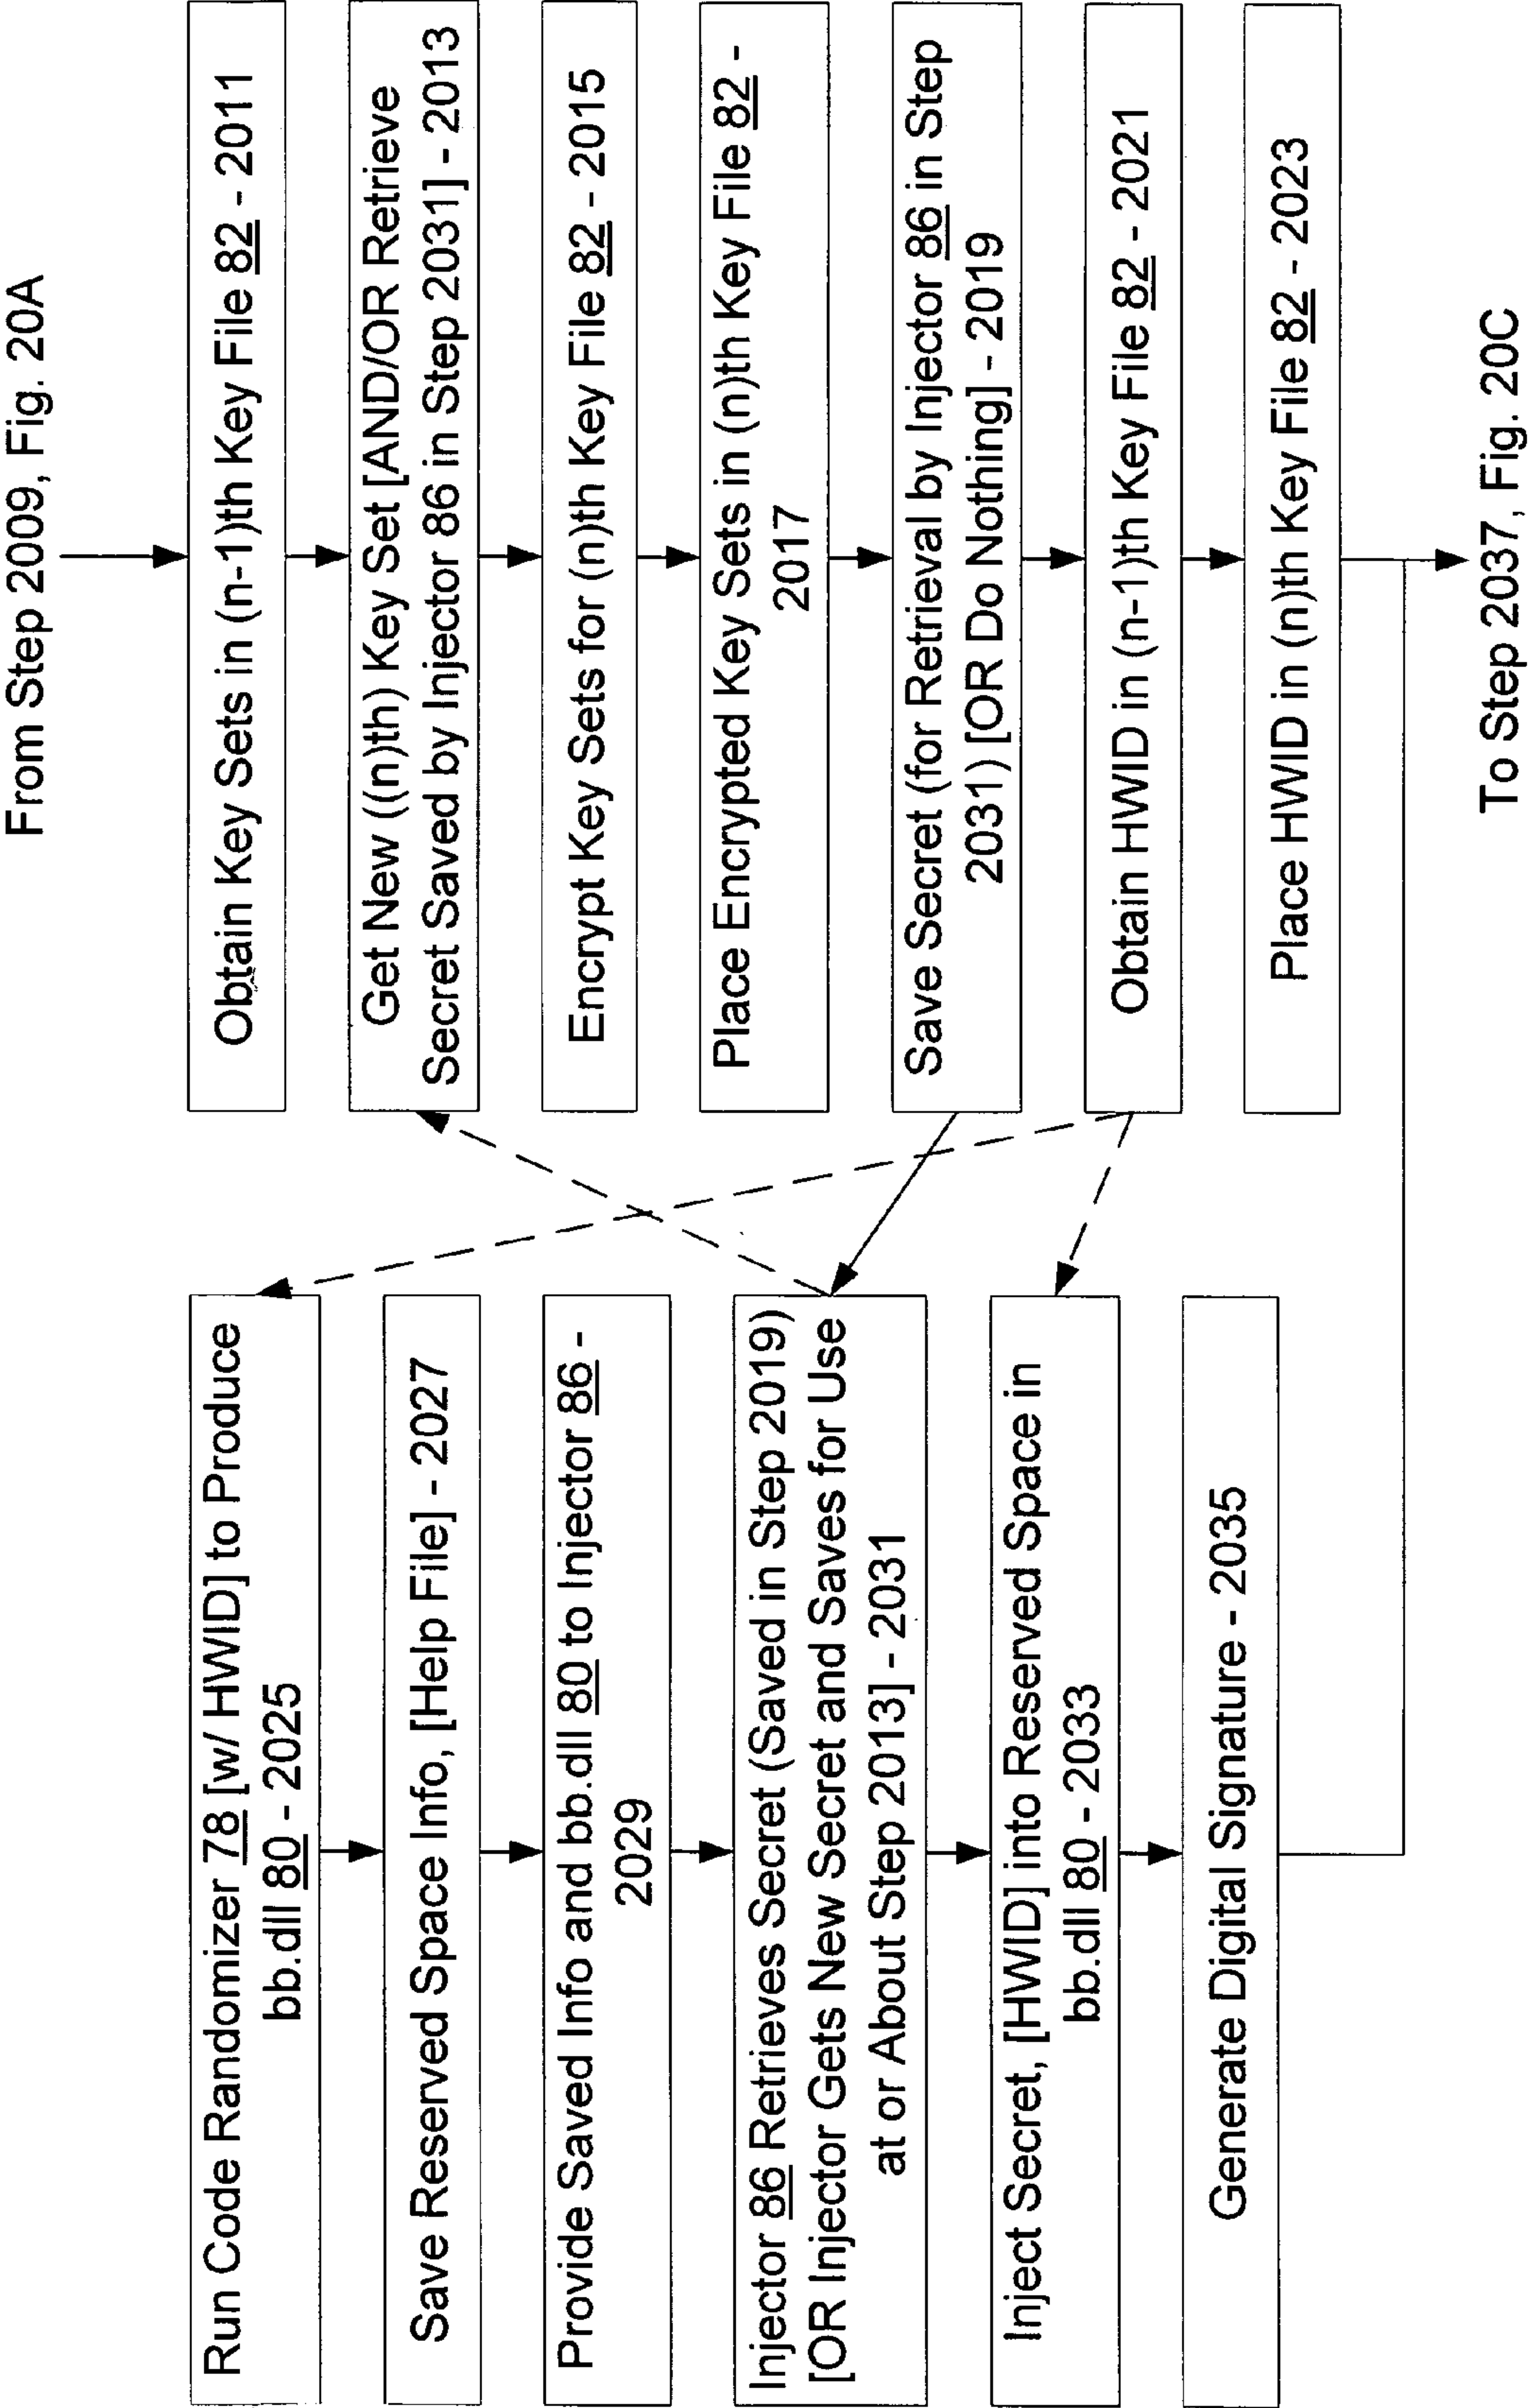 From Step 2009, Fig. 20A
Obtain Key Sets in (n-1)th Key File 82 - 2011
Get New ((n)th) Key Set [AND/OR Retrieve
Secret Saved by Injector 86 in Step 2031] - 2013
Encrypt Key Sets for (n)th Key File 82 - 2015
Place Encrypted Key Sets in (n)th Key File 82 -
2017
Save Secret (for Retrieval by Injector 86 in Step
2031) [OR Do Nothing] - 2019
Obtain HWID in (n-1)th Key File 82 - 2021
Place HWID in (n)th Key File 82 - 2023
Run Code Randomizer 78 [w/ HWID] to Produce
bb.dll 80 - 2025
Save Reserved Space Info, [Help File] - 2027
Provide Saved Info and bb.dll 80 to Injector 86 -
2029
Injector 86 Retrieves Secret (Saved in Step 2019)
[OR Injector Gets New Secret and Saves for Use
at or About Step 2013] - 2031
Inject Secret, [HWID] into Reserved Space in
bb.dll 80 - 2033
Generate Digital Signature - 2035
To Step 2037, Fig. 20C